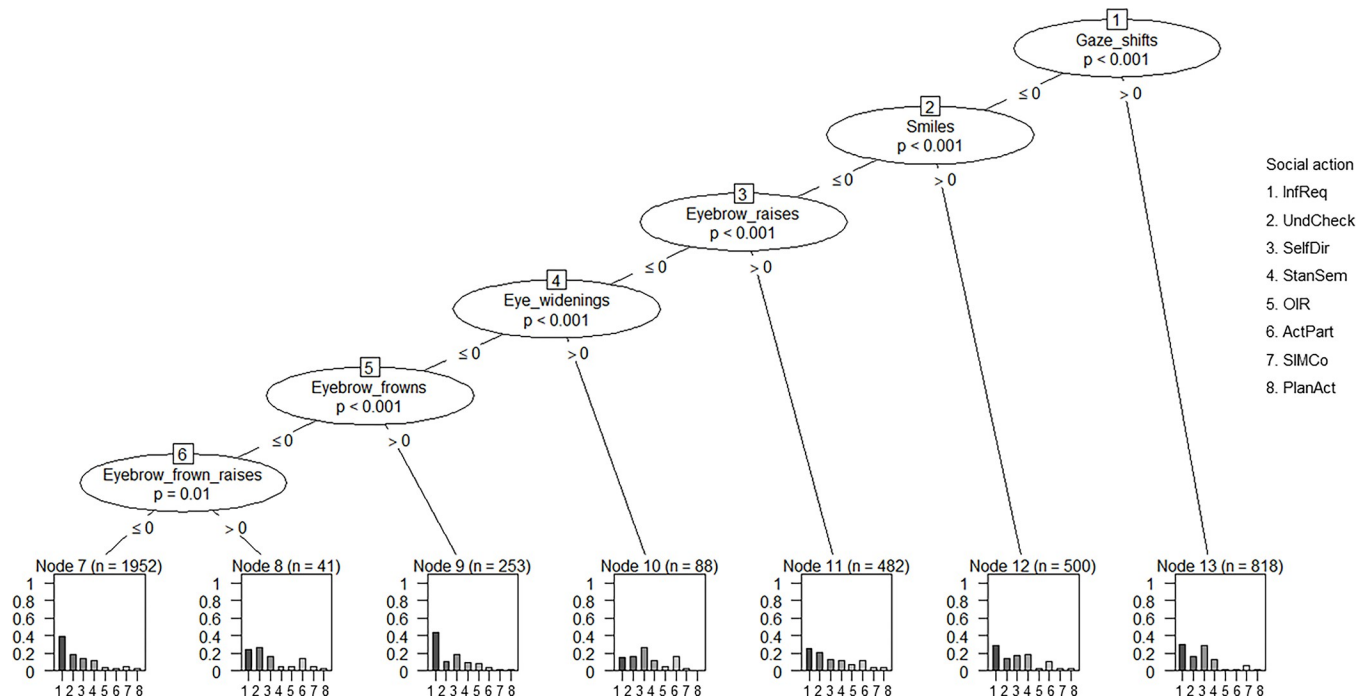 1
Gaze_shifts
p < 0.001
≤ 0
> 0
2
Smiles
p < 0.001
≤ 0
> 0
3
Eyebrow_raises
p < 0.001
≤ 0
> 0
4
Eye_widenings
p < 0.001
≤ 0
> 0
5
Eyebrow_frowns
p < 0.001
≤ 0
> 0
6
Eyebrow_frown_raises
p = 0.01
≤ 0
> 0
Social action
1. InfReq
2. UndCheck
3. SelfDir
4. StanSem
5. OIR
6. ActPart
7. SIMCo
8. PlanAct
Node 7 (n = 1952)
1
0.8
0.6
0.4
0.2
0
1 2 3 4 5 6 7 8
Node 8 (n = 41)
1
0.8
0.6
0.4
0.2
0
1 2 3 4 5 6 7 8
Node 9 (n = 253)
1
0.8
0.6
0.4
0.2
0
1 2 3 4 5 6 7 8
Node 10 (n = 88)
1
0.8
0.6
0.4
0.2
0
1 2 3 4 5 6 7 8
Node 11 (n = 482)
1
0.8
0.6
0.4
0.2
0
1 2 3 4 5 6 7 8
Node 12 (n = 500)
1
0.8
0.6
0.4
0.2
0
1 2 3 4 5 6 7 8
Node 13 (n = 818)
1
0.8
0.6
0.4
0.2
0
1 2 3 4 5 6 7 8